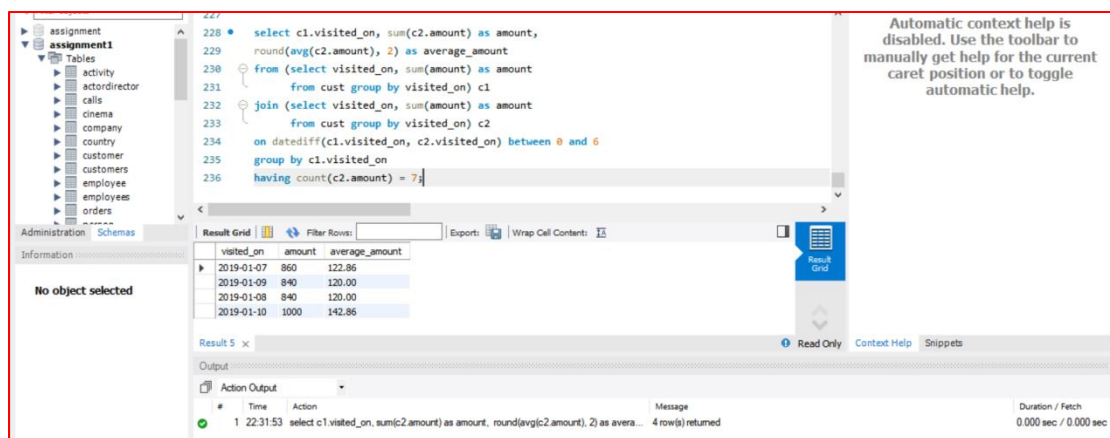 assignment
assignment1
Tables
activity
actordirector
calls
cinema
company
country
customer
customers
employee
employees
orders
Administration Schemas
Information
No object selected
227
228 select c1.visited_on, sum(c2.amount) as amount,
229 round(avg(c2.amount), 2) as average_amount
230 from (select visited_on, sum(amount) as amount
231 from cust group by visited_on) c1
232 join (select visited_on, sum(amount) as amount
233 from cust group by visited_on) c2
234 on datediff(c1.visited_on, c2.visited_on) between 0 and 6
235 group by c1.visited_on
236 having count(c2.amount) = 7;
Result Grid Filter Rows: Export: Wrap Cell Content:
visited_on amount average_amount
2019-01-07 860 122.86
2019-01-09 840 120.00
2019-01-08 840 120.00
2019-01-10 1000 142.86
Result Grid
Result 5 Read Only
Automatic context help is
disabled. Use the toolbar to
manually get help for the current
caret position or to toggle
automatic help.
Context Help Snippets
Output
Action Output
# Time Action Message Duration / Fetch
1 22:31:53 select c1.visited_on, sum(c2.amount) as amount, round(avg(c2.amount), 2) as avera... 4 row(s) returned 0.000 sec / 0.000 sec